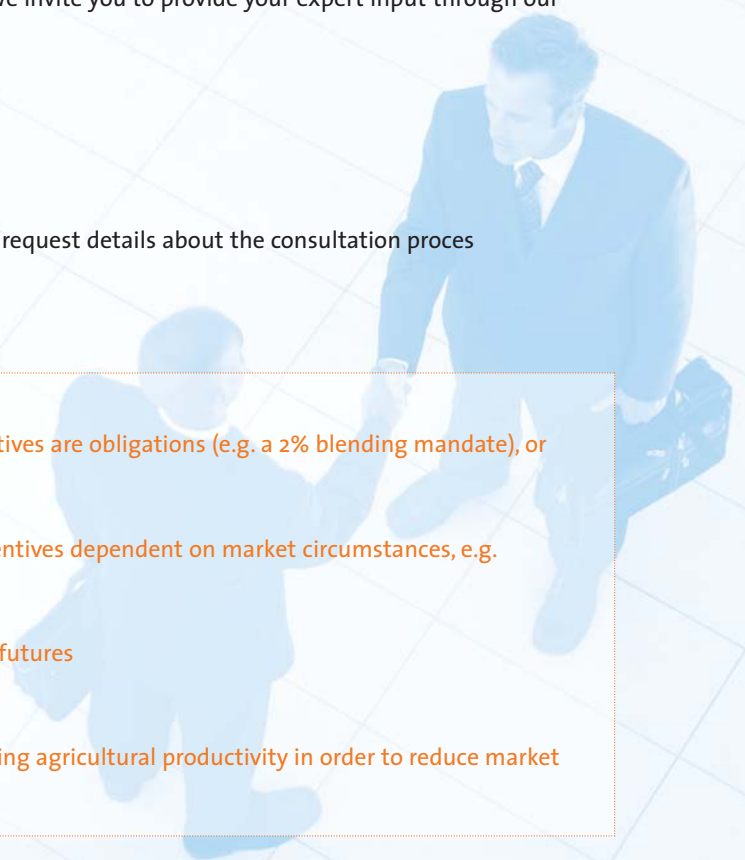 invite you to provide your expert input through our
request details about the consultation proces
tives are obligations (e.g. a 2% blending mandate), or
entives dependent on market circumstances, e.g.
futures
ing agricultural productivity in order to reduce market